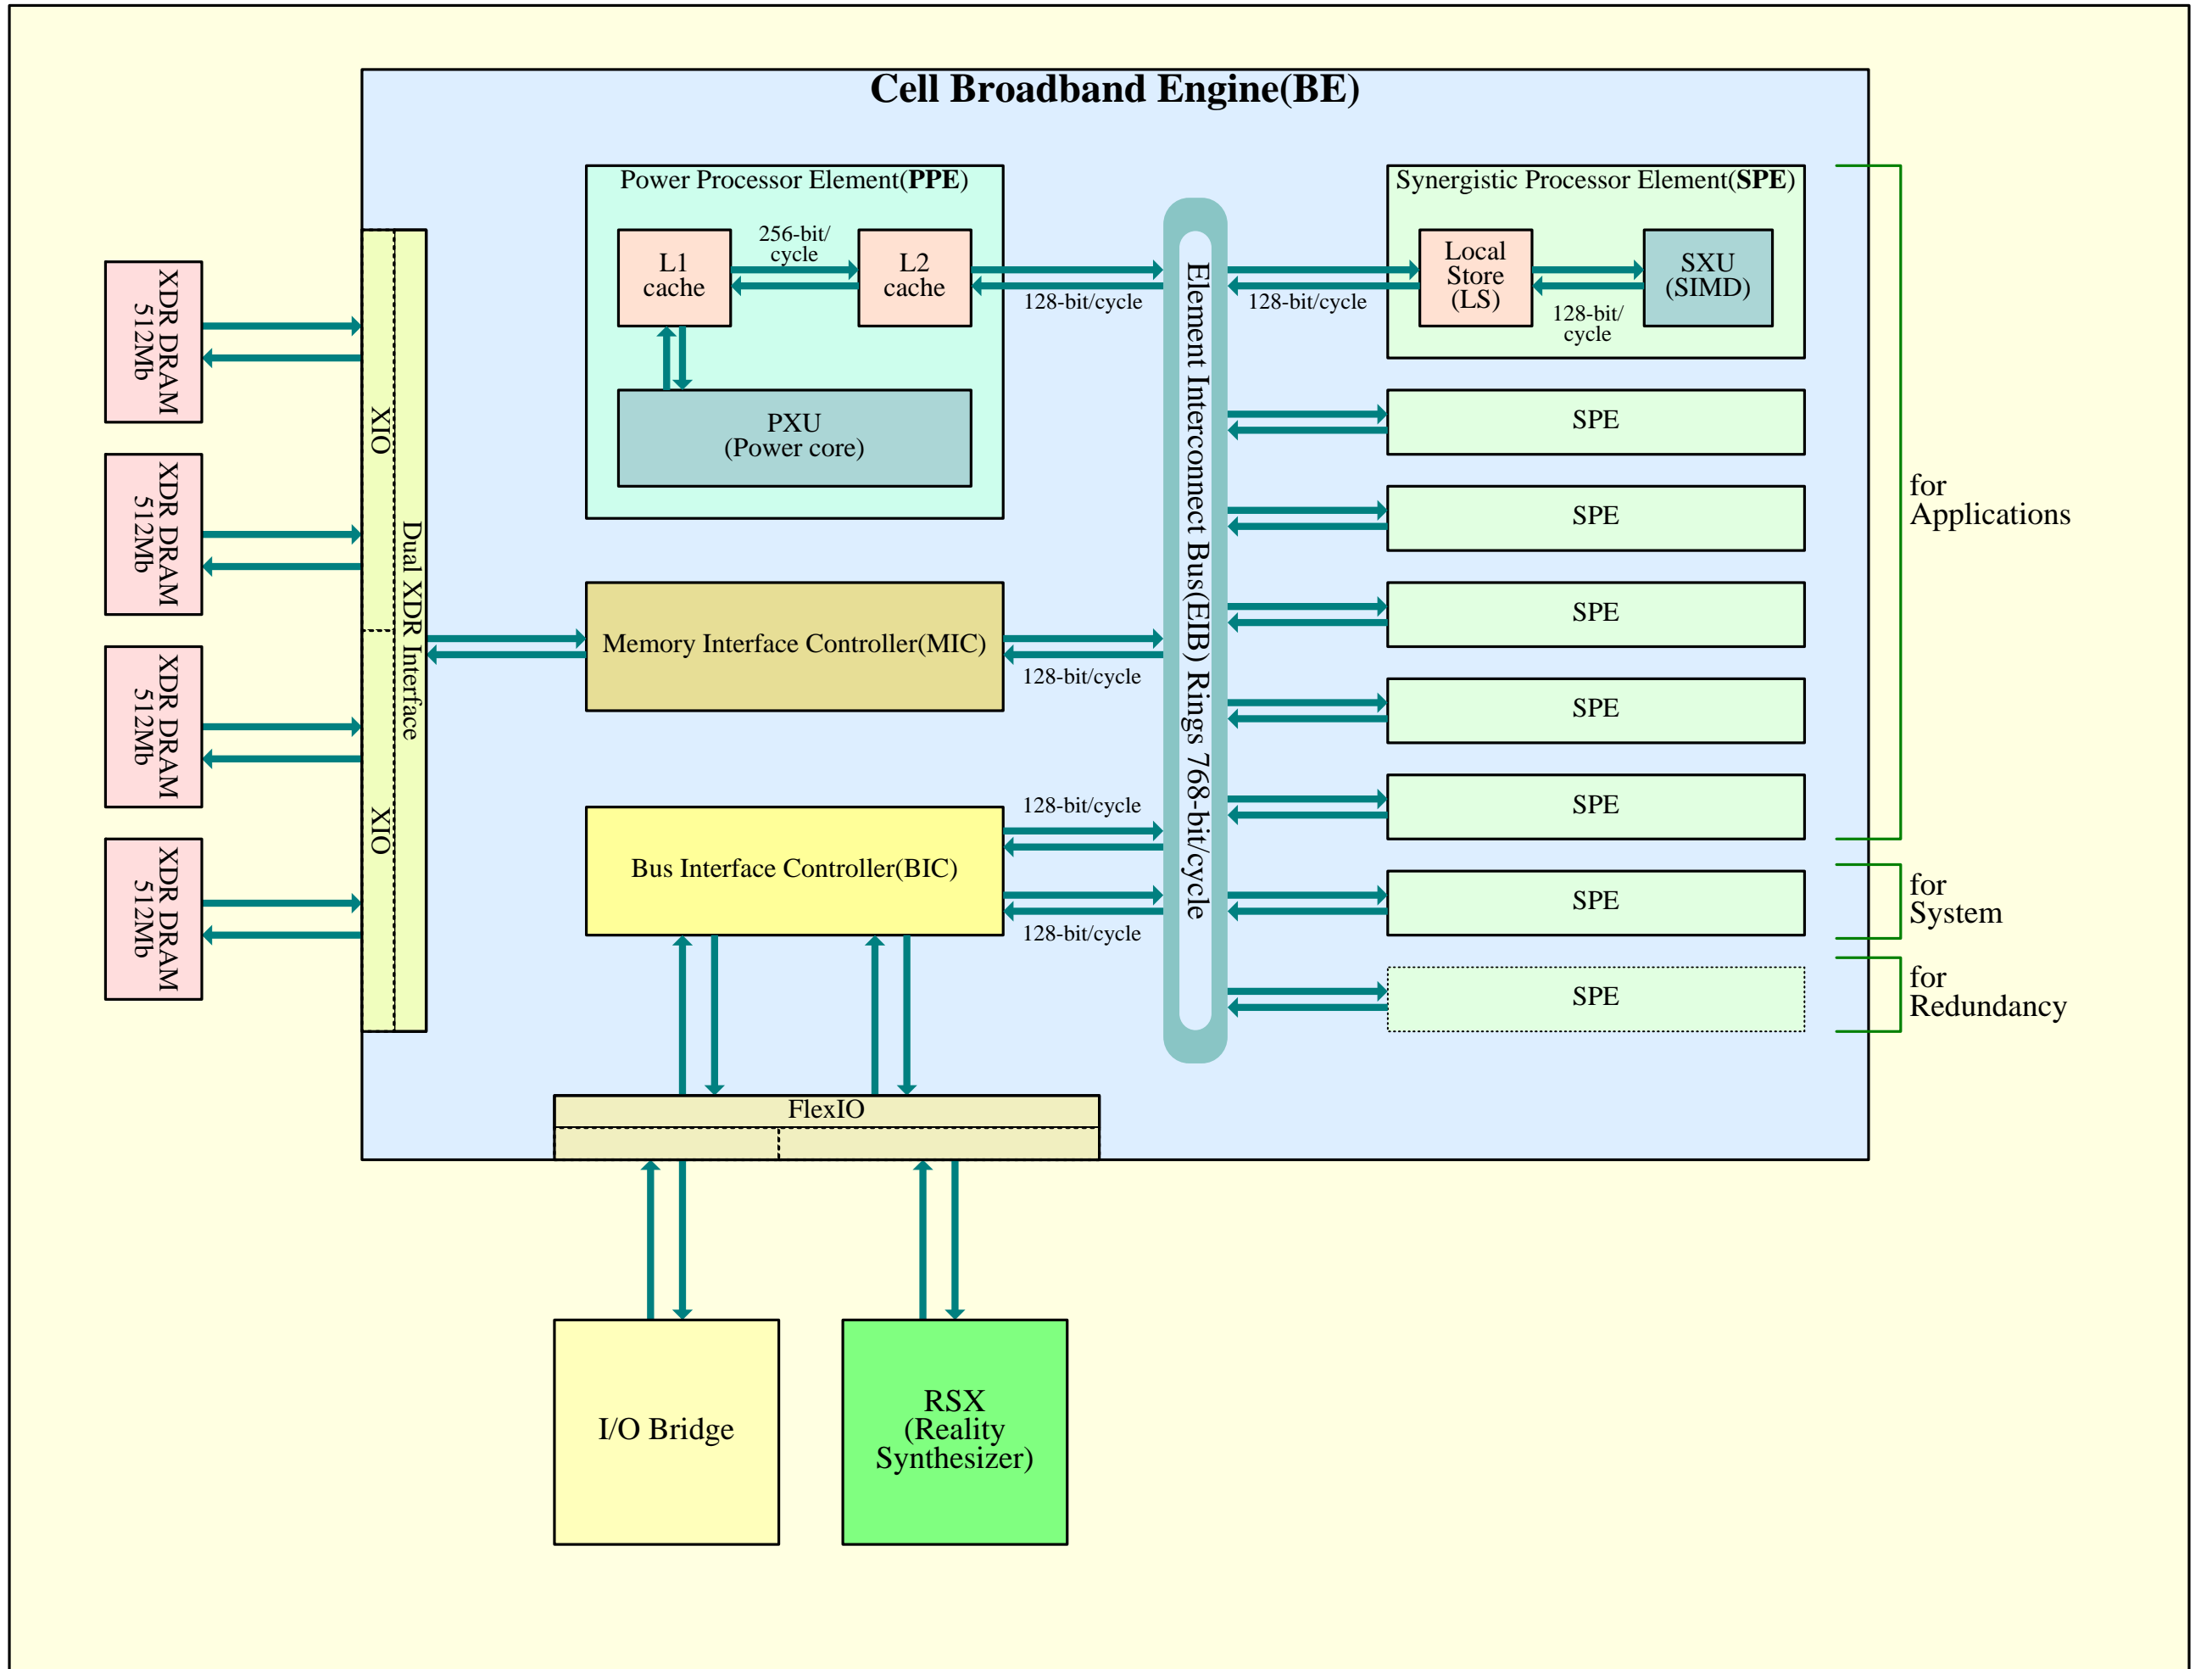 Cell Broadband Engine(BE)
Power Processor Element(PPE)
L1
cache
256-bit/
cycle
L2
cache
PXU
(Power core)
128-bit/cycle
Element Interconnect Bus(EIB) Rings 768-bit/cycle
128-bit/cycle
Synergistic Processor Element(SPE)
Local
Store
(LS)
128-bit/
cycle
SXU
(SIMD)
SPE
SPE
SPE
SPE
SPE
SPE
SPE
for
Applications
for
System
for
Redundancy
XDR DRAM
512Mb
XDR DRAM
512Mb
XDR DRAM
512Mb
XDR DRAM
512Mb
XIO
XIO
Dual XDR Interface
Memory Interface Controller(MIC)
128-bit/cycle
Bus Interface Controller(BIC)
128-bit/cycle
128-bit/cycle
FlexIO
I/O Bridge
RSX
(Reality
Synthesizer)